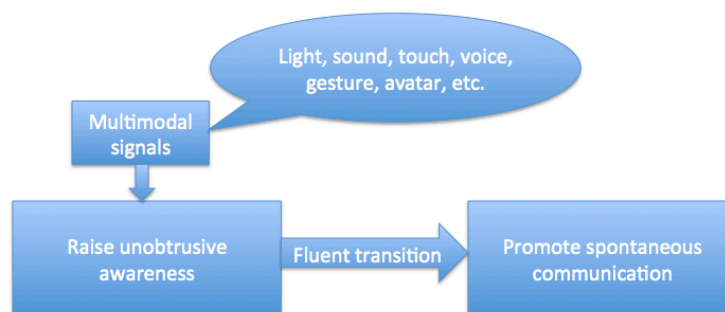 Light, sound, touch, voice,
gesture, avatar, etc.
Multimodal
signals
Raise unobtrusive
awareness
Fluent transition
Promote spontaneous
communication